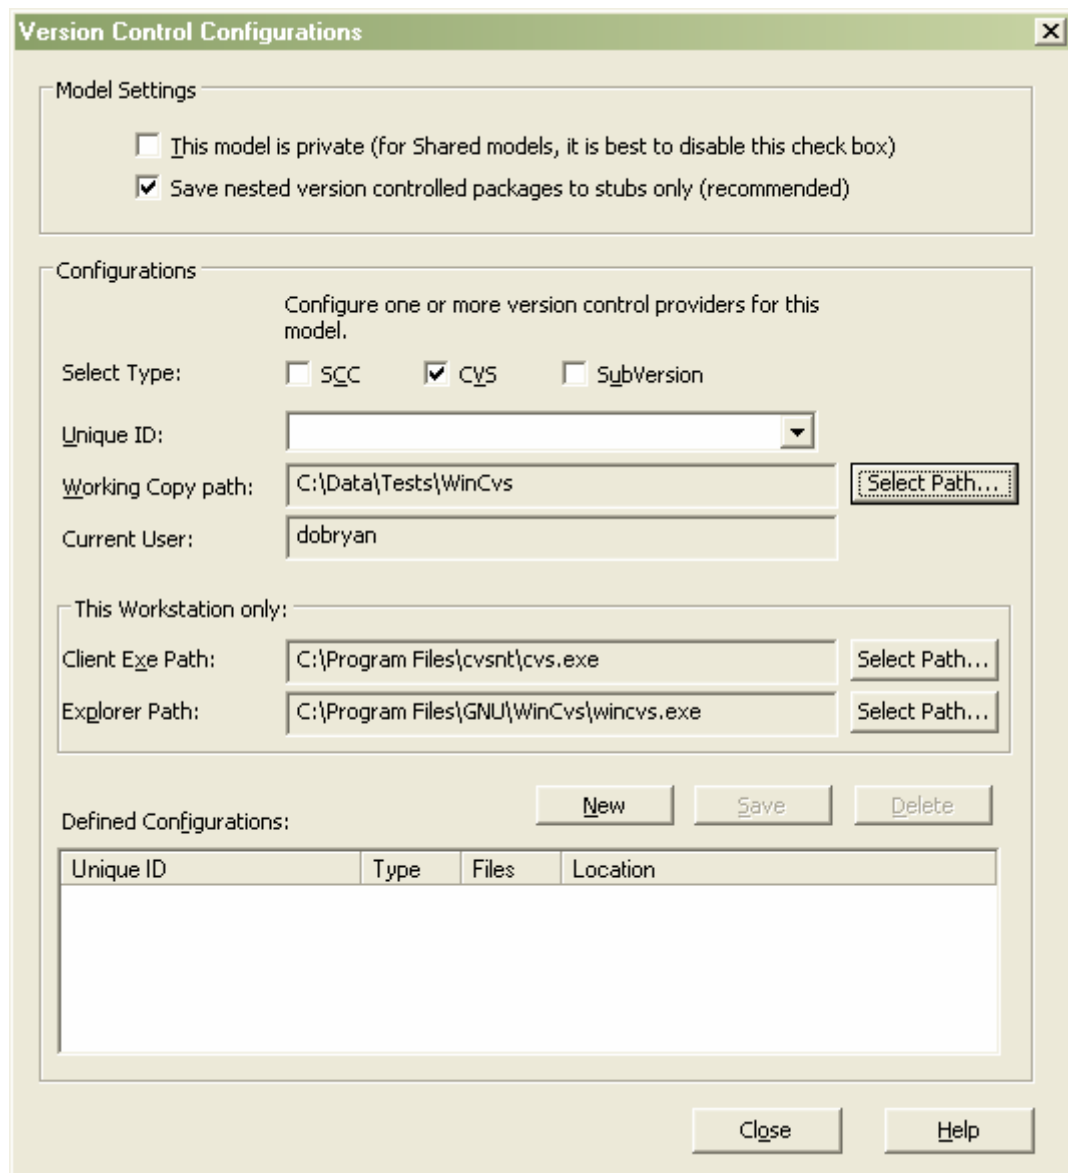 Version Control Configurations
Model Settings
This model is private (for Shared models, it is best to disable this check box)
Save nested version controlled packages to stubs only (recommended)
Configurations
Configure one or more version control providers for this
model.
Select Type: SCC CVS SubVersion
Unique ID:
Working Copy path: C:\Data\Tests\WinCvs Select Path...
Current User: dobryan
This Workstation only:
Client Exe Path: C:\Program Files\cvsnt\cvs.exe Select Path...
Explorer Path: C:\Program Files\GNU\WinCvs\wincvs.exe Select Path...
New Save Delete
Defined Configurations:
Unique ID Type Files Location
Close Help